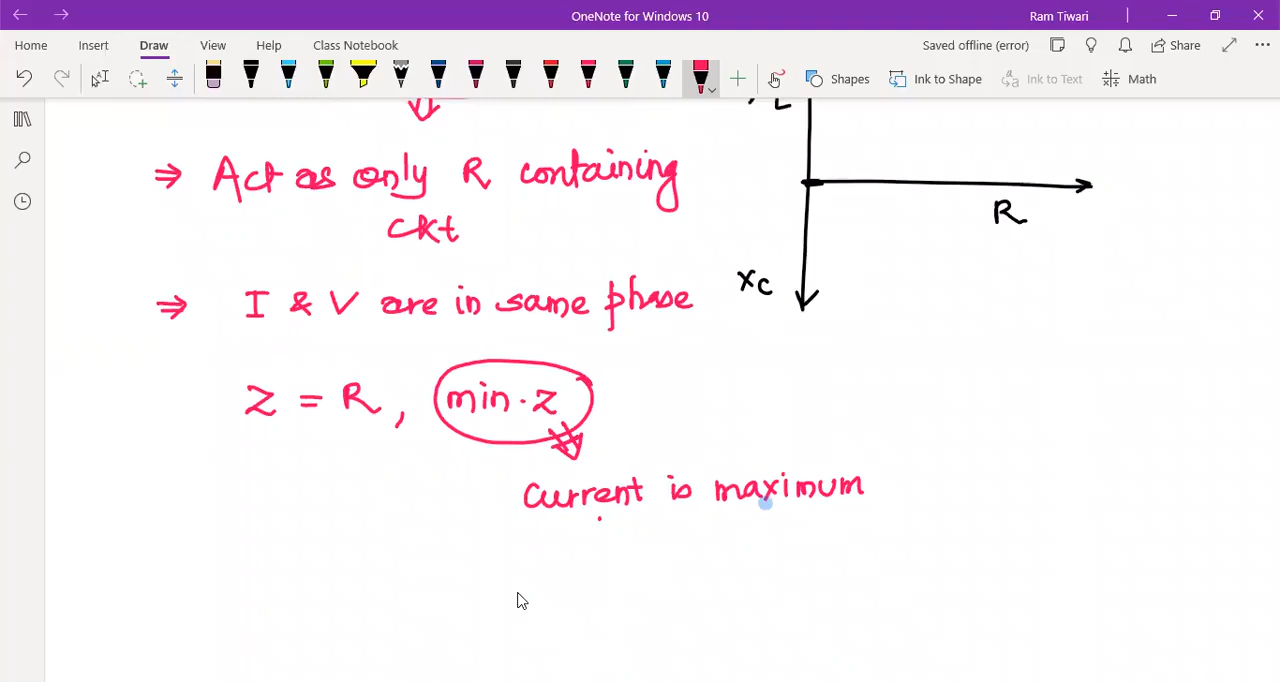 OneNote for Windows 10
Ram Tiwari
Home Insert Draw View Help Class Notebook
Saved offline (error)
Share
Shapes
Ink to Shape
Ink to Text
Math
L
⇒ Act as only R containing
ckt
R
xc
⇒ I & V are in same phase
Z = R, min. z
Current is maximum